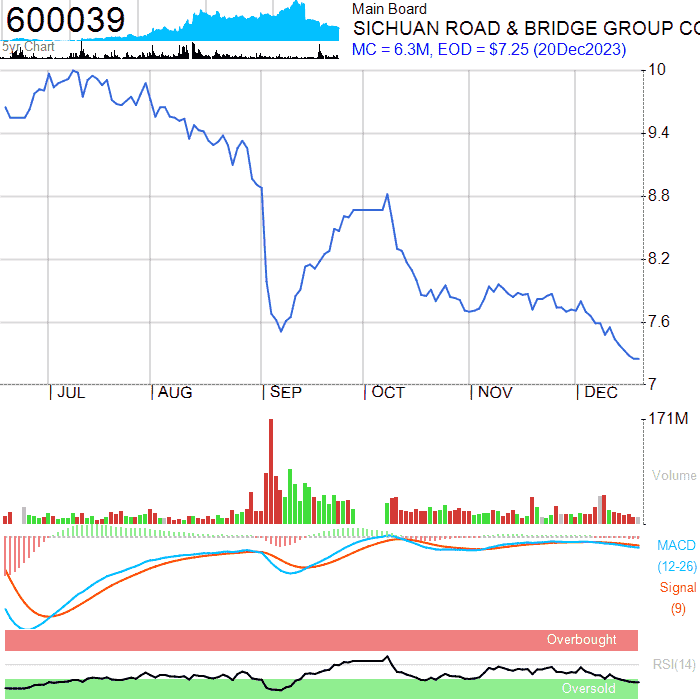 600039
5yr Chart
Main Board
SICHUAN ROAD & BRIDGE GROUP CO
MC = 6.3M, EOD = $7.25 (20Dec2023)
10
9.4
8.8
8.2
7.6
7
JUL AUG SEP OCT NOV DEC
171M
Volume
MACD
(12-26)
Signal
(9)
Overbought
RSI(14)
Oversold